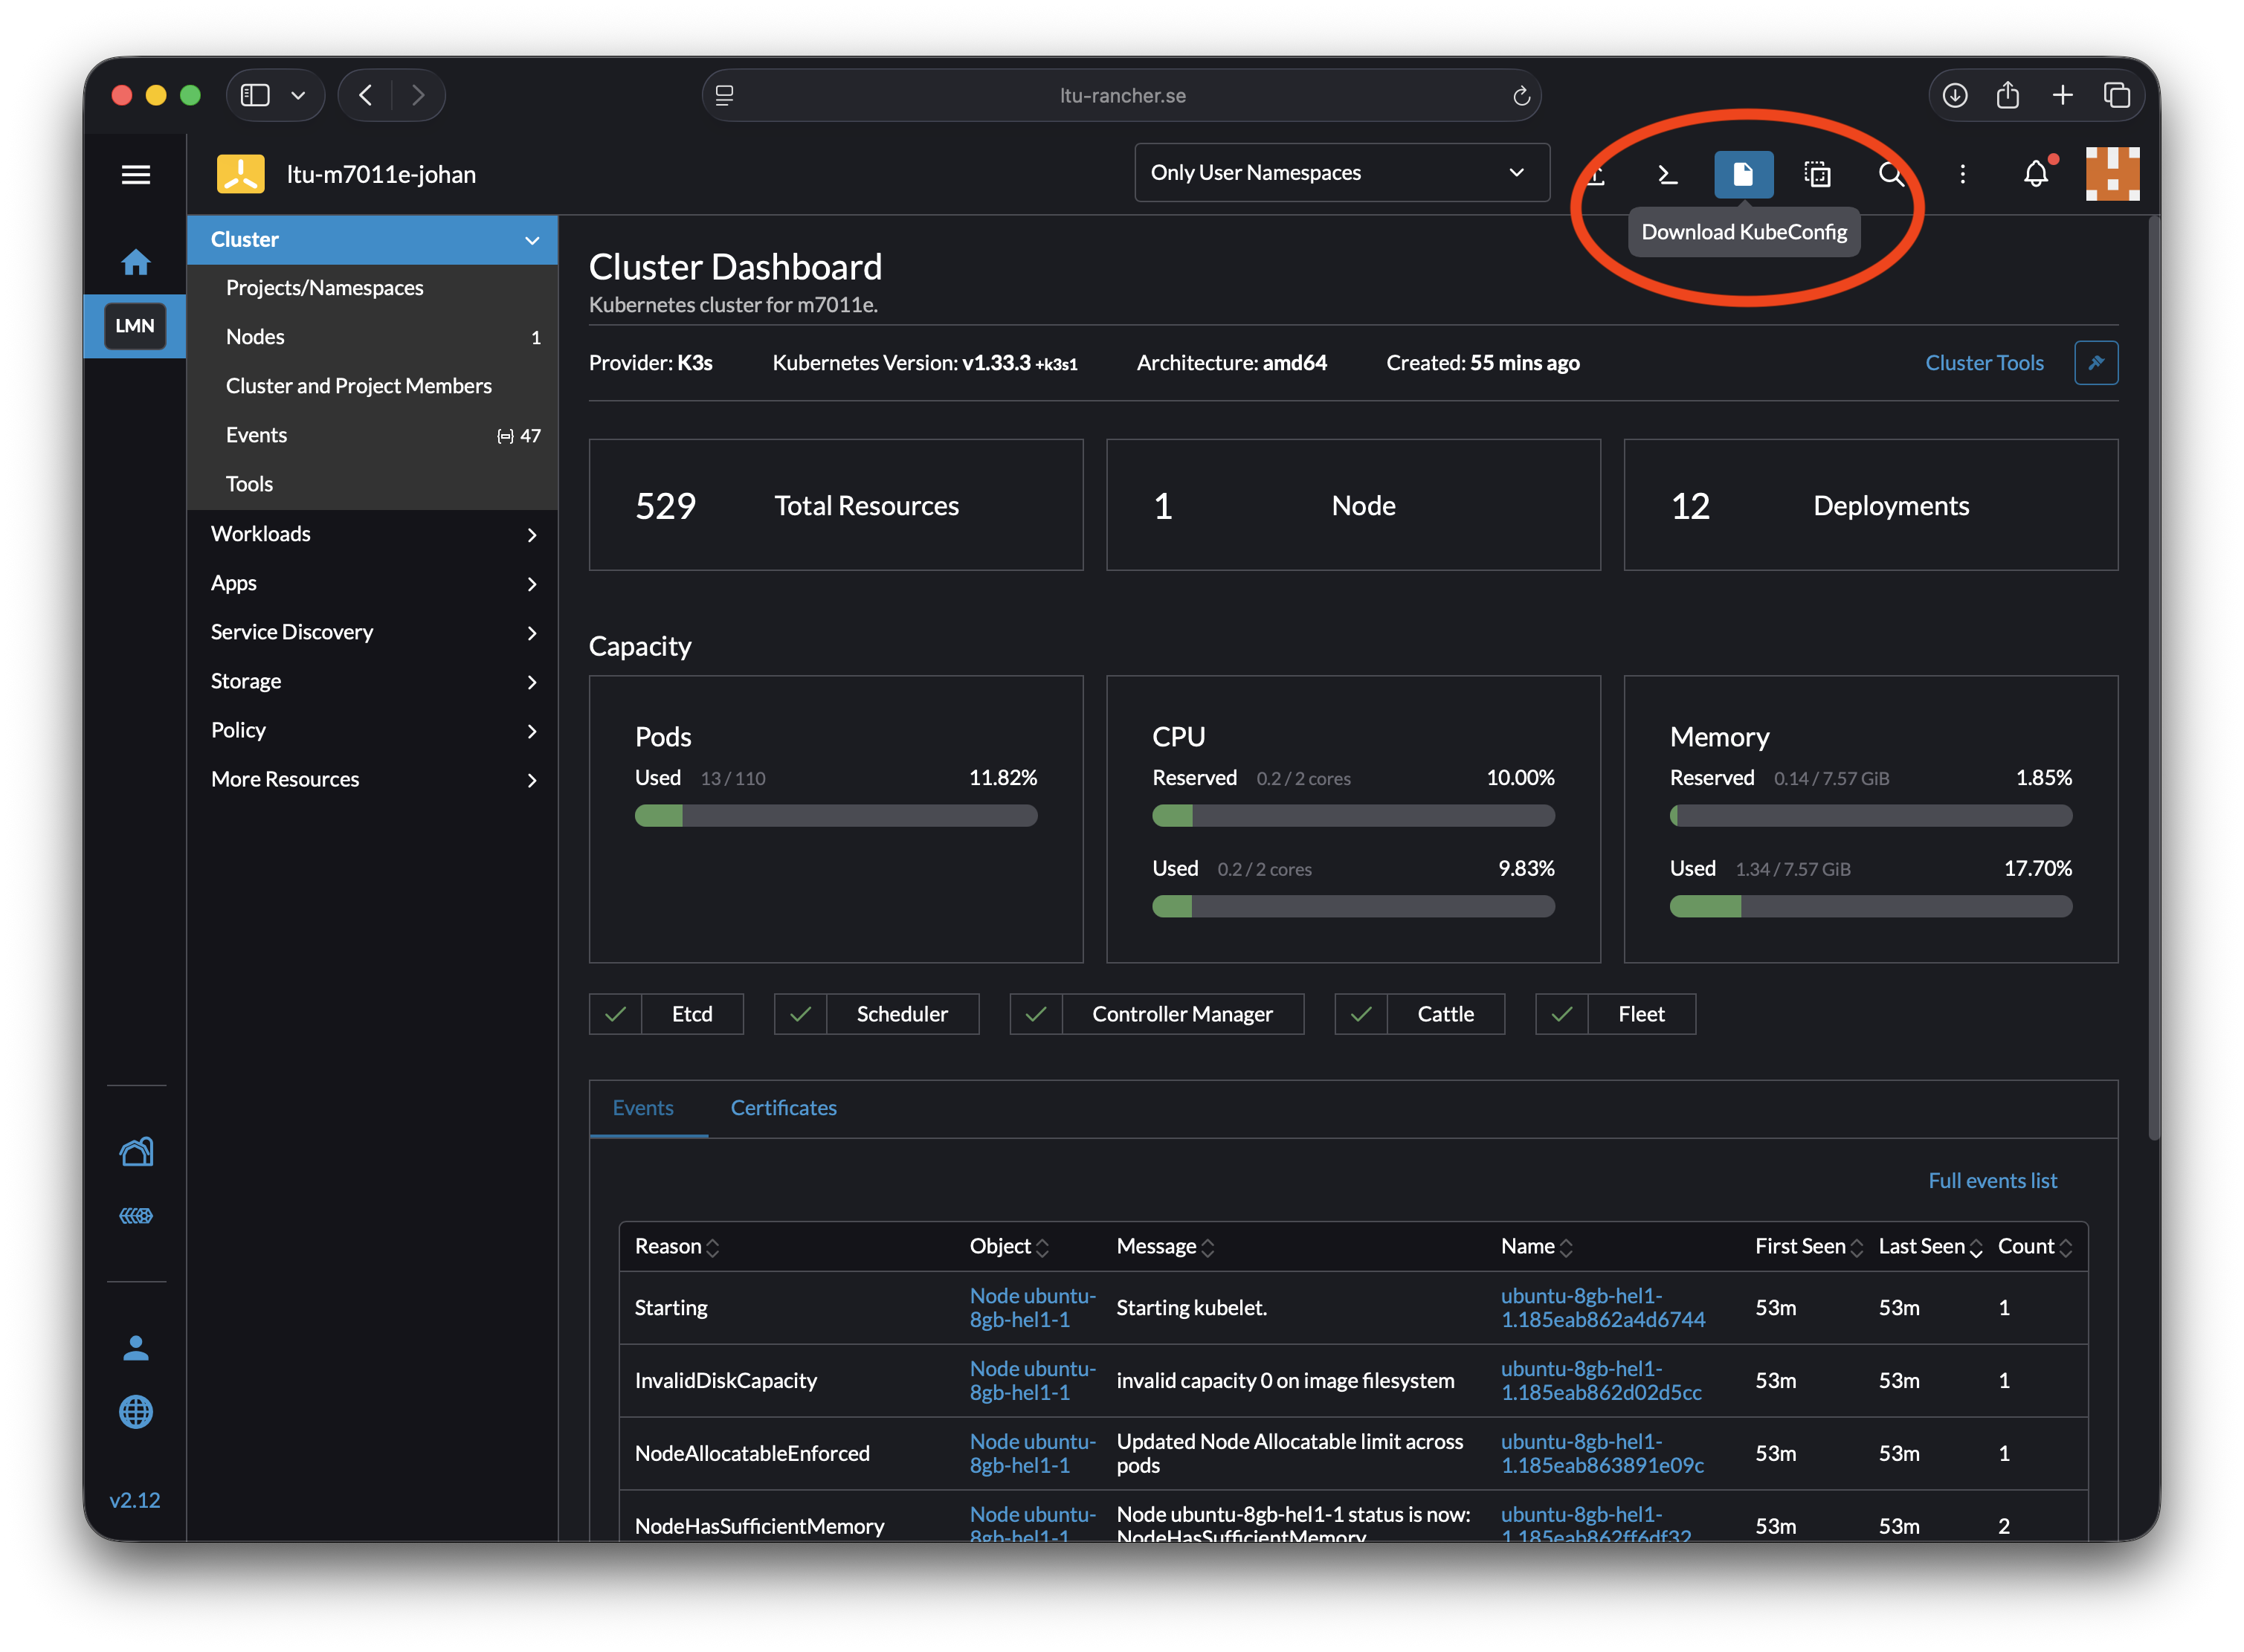 ltu-rancher.se
ltu-m7011e-johan
Only User Namespaces
Download KubeConfig
LMN
Cluster
Projects/Namespaces
Nodes 1
Cluster and Project Members
Events 47
Tools
Workloads
Apps
Service Discovery
Storage
Policy
More Resources
v2.12
Cluster Dashboard
Kubernetes cluster for m7011e.
Provider: K3s Kubernetes Version: v1.33.3 +k3s1 Architecture: amd64 Created: 55 mins ago Cluster Tools
529 Total Resources 1 Node 12 Deployments
Capacity
Pods
Used 13 / 110 11.82%
CPU
Reserved 0.2 / 2 cores 10.00%
Used 0.2 / 2 cores 9.83%
Memory
Reserved 0.14 / 7.57 GiB 1.85%
Used 1.34 / 7.57 GiB 17.70%
Etcd Scheduler Controller Manager Cattle Fleet
Events Certificates
Full events list
Reason Object Message Name First Seen Last Seen Count
Starting Node ubuntu-8gb-hel1-1 Starting kubelet. ubuntu-8gb-hel1-1.185eab862a4d6744 53m 53m 1
InvalidDiskCapacity Node ubuntu-8gb-hel1-1 invalid capacity 0 on image filesystem ubuntu-8gb-hel1-1.185eab862d02d5cc 53m 53m 1
NodeAllocatableEnforced Node ubuntu-8gb-hel1-1 Updated Node Allocatable limit across pods ubuntu-8gb-hel1-1.185eab863891e09c 53m 53m 1
NodeHasSufficientMemory Node ubuntu-8gb-hel1-1 Node ubuntu-8gb-hel1-1 status is now: NodeHasSufficientMemory ubuntu-8gb-hel1-1.185eab862ff6df32 53m 53m 2